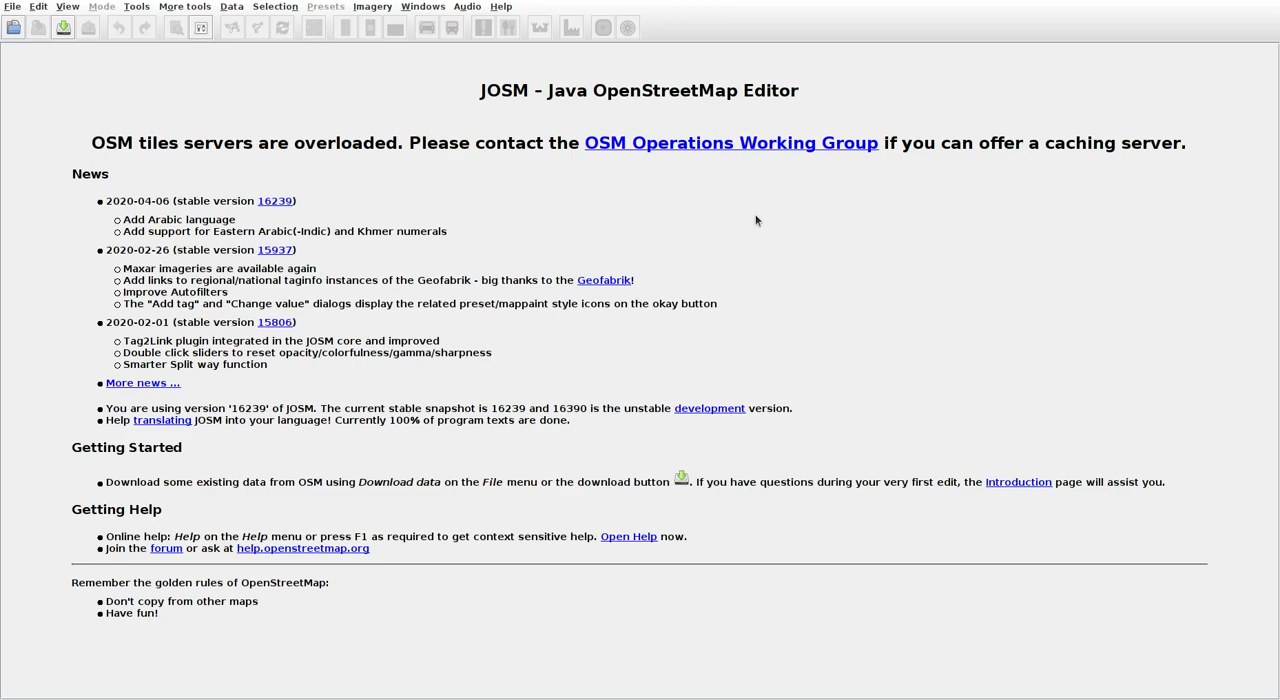 File Edit View Mode Tools More tools Data Selection Presets Imagery Windows Audio Help
JOSM – Java OpenStreetMap Editor
OSM tiles servers are overloaded. Please contact the OSM Operations Working Group if you can offer a caching server.
News
2020-04-06 (stable version 16239)
Add Arabic language
Add support for Eastern Arabic(-Indic) and Khmer numerals
2020-02-26 (stable version 15937)
Maxar imageries are available again
Add links to regional/national taginfo instances of the Geofabrik - big thanks to the Geofabrik!
Improve Autofilters
The "Add tag" and "Change value" dialogs display the related preset/mappaint style icons on the okay button
2020-02-01 (stable version 15806)
Tag2Link plugin integrated in the JOSM core and improved
Double click sliders to reset opacity/colorfulness/gamma/sharpness
Smarter Split way function
More news ...
You are using version '16239' of JOSM. The current stable snapshot is 16239 and 16390 is the unstable development version.
Help translating JOSM into your language! Currently 100% of program texts are done.
Getting Started
Download some existing data from OSM using Download data on the File menu or the download button . If you have questions during your very first edit, the Introduction page will assist you.
Getting Help
Online help: Help on the Help menu or press F1 as required to get context sensitive help. Open Help now.
Join the forum or ask at help.openstreetmap.org
Remember the golden rules of OpenStreetMap:
Don't copy from other maps
Have fun!